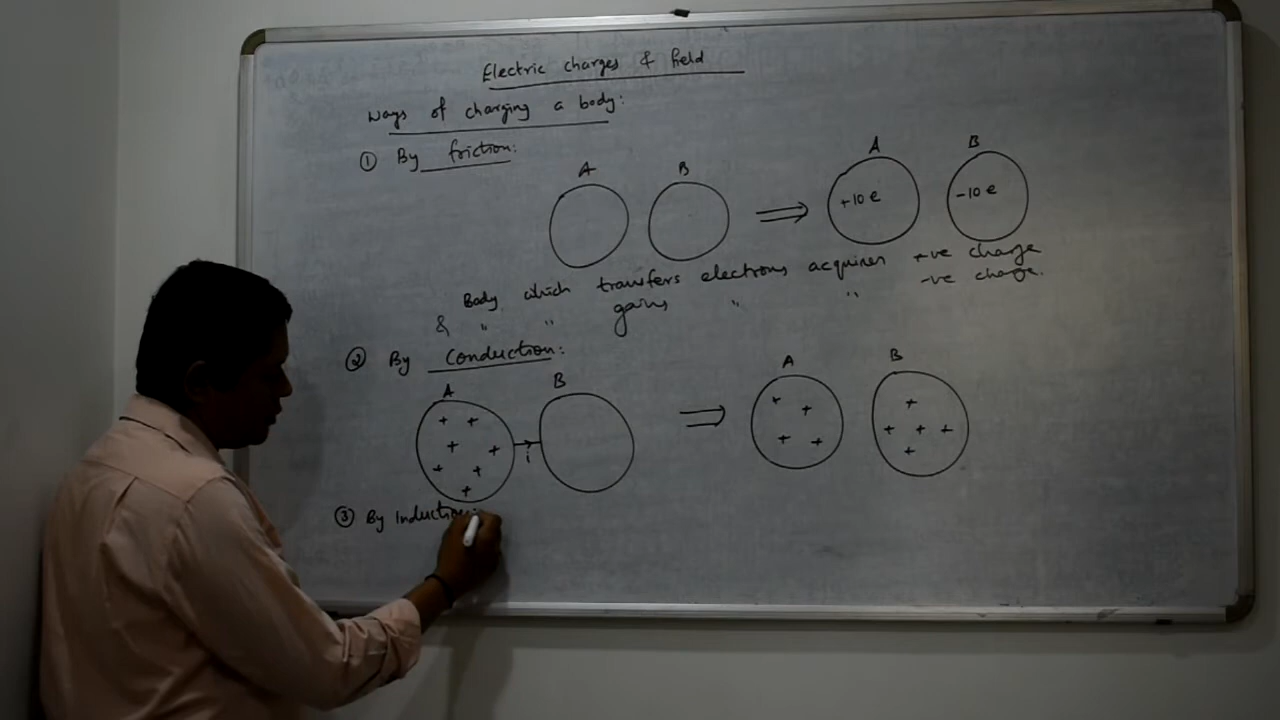 Electric charges & field
Ways of charging a body:
① By friction:
A B A B
+10 e -10 e
Body which transfers electrons acquires +ve charge
& " " gains " " -ve charge.
② By Conduction:
A B A B
+ + + + + + +
i
+ + + +
+ + + + +
③ By Induction: